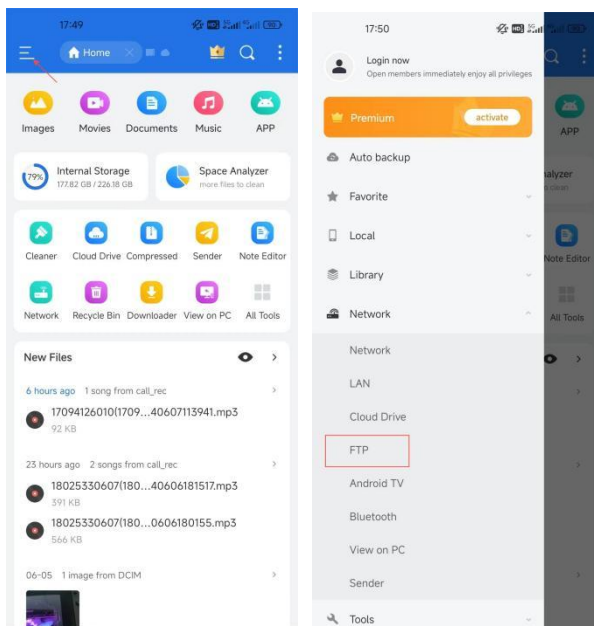 17:49
Home
Images Movies Documents Music APP
79%
Internal Storage
177.82 GB / 226.18 GB
Space Analyzer
more files to clean
Cleaner Cloud Drive Compressed Sender Note Editor
Network Recycle Bin Downloader View on PC All Tools
New Files
6 hours ago 1 song from call_rec
17094126010(1709...40607113941.mp3
92 KB
23 hours ago 2 songs from call_rec
18025330607(180...40606181517.mp3
391 KB
18025330607(180...0606180155.mp3
566 KB
06-05 1 image from DCIM
17:50
Login now
Open members immediately enjoy all privileges
Premium
activate
Auto backup
Favorite
Local
Library
Network
Network
LAN
Cloud Drive
FTP
Android TV
Bluetooth
View on PC
Sender
Tools
APP
alyzer
Note Editor
All Tools